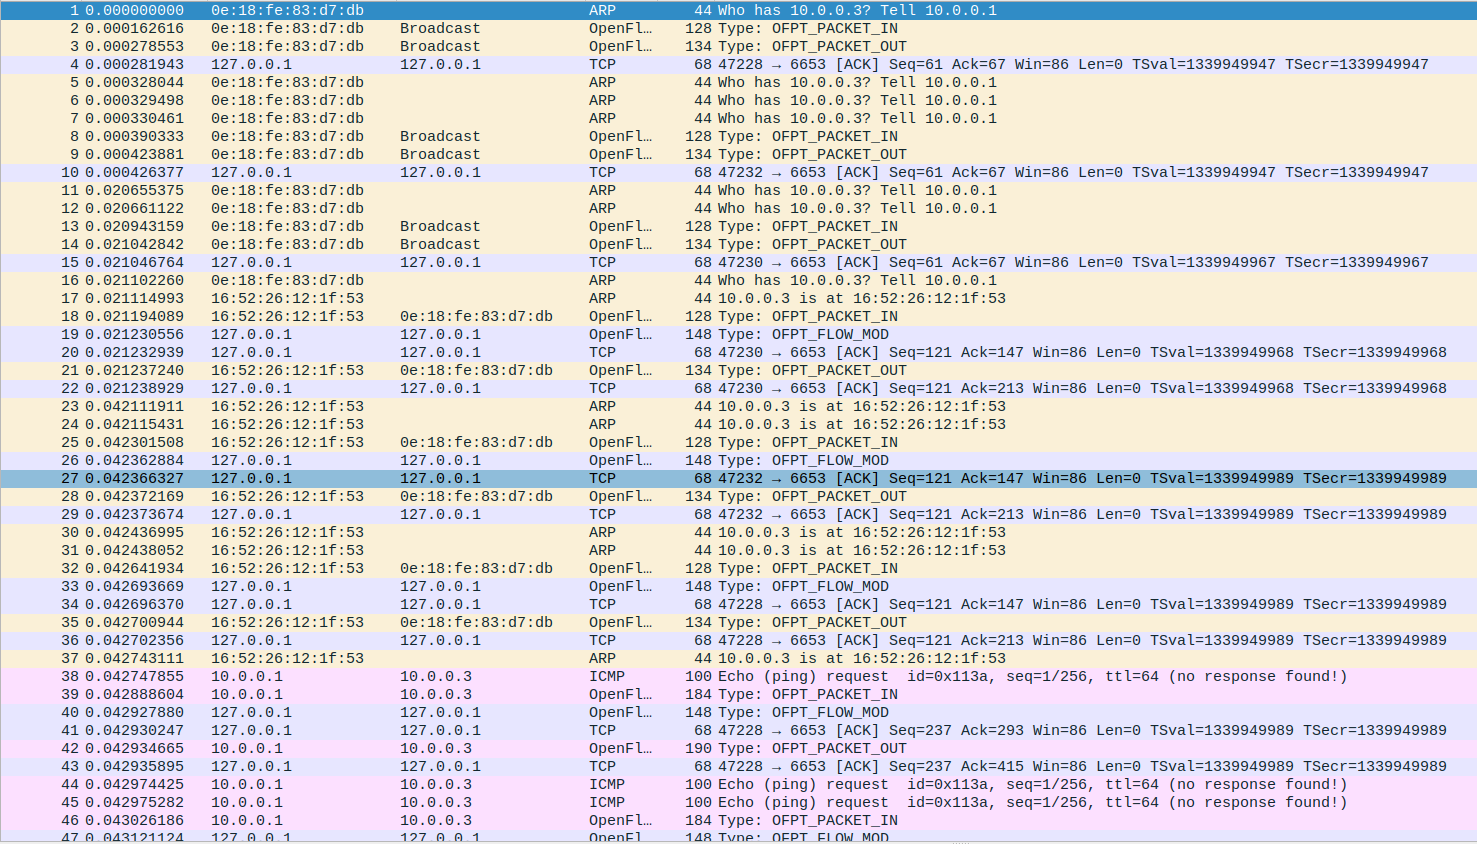 1 0.000000000 0e:18:fe:83:d7:db ARP 44 Who has 10.0.0.3? Tell 10.0.0.1
2 0.000162616 0e:18:fe:83:d7:db Broadcast OpenFl… 128 Type: OFPT_PACKET_IN
3 0.000278553 0e:18:fe:83:d7:db Broadcast OpenFl… 134 Type: OFPT_PACKET_OUT
4 0.000281943 127.0.0.1 127.0.0.1 TCP 68 47228 → 6653 [ACK] Seq=61 Ack=67 Win=86 Len=0 TSval=1339949947 TSecr=1339949947
5 0.000328044 0e:18:fe:83:d7:db ARP 44 Who has 10.0.0.3? Tell 10.0.0.1
6 0.000329498 0e:18:fe:83:d7:db ARP 44 Who has 10.0.0.3? Tell 10.0.0.1
7 0.000330461 0e:18:fe:83:d7:db ARP 44 Who has 10.0.0.3? Tell 10.0.0.1
8 0.000390333 0e:18:fe:83:d7:db Broadcast OpenFl… 128 Type: OFPT_PACKET_IN
9 0.000423881 0e:18:fe:83:d7:db Broadcast OpenFl… 134 Type: OFPT_PACKET_OUT
10 0.000426377 127.0.0.1 127.0.0.1 TCP 68 47232 → 6653 [ACK] Seq=61 Ack=67 Win=86 Len=0 TSval=1339949947 TSecr=1339949947
11 0.020655375 0e:18:fe:83:d7:db ARP 44 Who has 10.0.0.3? Tell 10.0.0.1
12 0.020661122 0e:18:fe:83:d7:db ARP 44 Who has 10.0.0.3? Tell 10.0.0.1
13 0.020943159 0e:18:fe:83:d7:db Broadcast OpenFl… 128 Type: OFPT_PACKET_IN
14 0.021042842 0e:18:fe:83:d7:db Broadcast OpenFl… 134 Type: OFPT_PACKET_OUT
15 0.021046764 127.0.0.1 127.0.0.1 TCP 68 47230 → 6653 [ACK] Seq=61 Ack=67 Win=86 Len=0 TSval=1339949967 TSecr=1339949967
16 0.021102260 0e:18:fe:83:d7:db ARP 44 Who has 10.0.0.3? Tell 10.0.0.1
17 0.021114993 16:52:26:12:1f:53 ARP 44 10.0.0.3 is at 16:52:26:12:1f:53
18 0.021194089 16:52:26:12:1f:53 0e:18:fe:83:d7:db OpenFl… 128 Type: OFPT_PACKET_IN
19 0.021230556 127.0.0.1 127.0.0.1 OpenFl… 148 Type: OFPT_FLOW_MOD
20 0.021232939 127.0.0.1 127.0.0.1 TCP 68 47230 → 6653 [ACK] Seq=121 Ack=147 Win=86 Len=0 TSval=1339949968 TSecr=1339949968
21 0.021237240 16:52:26:12:1f:53 0e:18:fe:83:d7:db OpenFl… 134 Type: OFPT_PACKET_OUT
22 0.021238929 127.0.0.1 127.0.0.1 TCP 68 47230 → 6653 [ACK] Seq=121 Ack=213 Win=86 Len=0 TSval=1339949968 TSecr=1339949968
23 0.042111911 16:52:26:12:1f:53 ARP 44 10.0.0.3 is at 16:52:26:12:1f:53
24 0.042115431 16:52:26:12:1f:53 ARP 44 10.0.0.3 is at 16:52:26:12:1f:53
25 0.042301508 16:52:26:12:1f:53 0e:18:fe:83:d7:db OpenFl… 128 Type: OFPT_PACKET_IN
26 0.042362884 127.0.0.1 127.0.0.1 OpenFl… 148 Type: OFPT_FLOW_MOD
27 0.042366327 127.0.0.1 127.0.0.1 TCP 68 47232 → 6653 [ACK] Seq=121 Ack=147 Win=86 Len=0 TSval=1339949989 TSecr=1339949989
28 0.042372169 16:52:26:12:1f:53 0e:18:fe:83:d7:db OpenFl… 134 Type: OFPT_PACKET_OUT
29 0.042373674 127.0.0.1 127.0.0.1 TCP 68 47232 → 6653 [ACK] Seq=121 Ack=213 Win=86 Len=0 TSval=1339949989 TSecr=1339949989
30 0.042436995 16:52:26:12:1f:53 ARP 44 10.0.0.3 is at 16:52:26:12:1f:53
31 0.042438052 16:52:26:12:1f:53 ARP 44 10.0.0.3 is at 16:52:26:12:1f:53
32 0.042641934 16:52:26:12:1f:53 0e:18:fe:83:d7:db OpenFl… 128 Type: OFPT_PACKET_IN
33 0.042693669 127.0.0.1 127.0.0.1 OpenFl… 148 Type: OFPT_FLOW_MOD
34 0.042696370 127.0.0.1 127.0.0.1 TCP 68 47228 → 6653 [ACK] Seq=121 Ack=147 Win=86 Len=0 TSval=1339949989 TSecr=1339949989
35 0.042700944 16:52:26:12:1f:53 0e:18:fe:83:d7:db OpenFl… 134 Type: OFPT_PACKET_OUT
36 0.042702356 127.0.0.1 127.0.0.1 TCP 68 47228 → 6653 [ACK] Seq=121 Ack=213 Win=86 Len=0 TSval=1339949989 TSecr=1339949989
37 0.042743111 16:52:26:12:1f:53 ARP 44 10.0.0.3 is at 16:52:26:12:1f:53
38 0.042747855 10.0.0.1 10.0.0.3 ICMP 100 Echo (ping) request id=0x113a, seq=1/256, ttl=64 (no response found!)
39 0.042888604 10.0.0.1 10.0.0.3 OpenFl… 184 Type: OFPT_PACKET_IN
40 0.042927880 127.0.0.1 127.0.0.1 OpenFl… 148 Type: OFPT_FLOW_MOD
41 0.042930247 127.0.0.1 127.0.0.1 TCP 68 47228 → 6653 [ACK] Seq=237 Ack=293 Win=86 Len=0 TSval=1339949989 TSecr=1339949989
42 0.042934665 10.0.0.1 10.0.0.3 OpenFl… 190 Type: OFPT_PACKET_OUT
43 0.042935895 127.0.0.1 127.0.0.1 TCP 68 47228 → 6653 [ACK] Seq=237 Ack=415 Win=86 Len=0 TSval=1339949989 TSecr=1339949989
44 0.042974425 10.0.0.1 10.0.0.3 ICMP 100 Echo (ping) request id=0x113a, seq=1/256, ttl=64 (no response found!)
45 0.042975282 10.0.0.1 10.0.0.3 ICMP 100 Echo (ping) request id=0x113a, seq=1/256, ttl=64 (no response found!)
46 0.043026186 10.0.0.1 10.0.0.3 OpenFl… 184 Type: OFPT_PACKET_IN
47 0.043121124 127.0.0.1 127.0.0.1 OpenFl… 148 Type: OFPT_FLOW_MOD